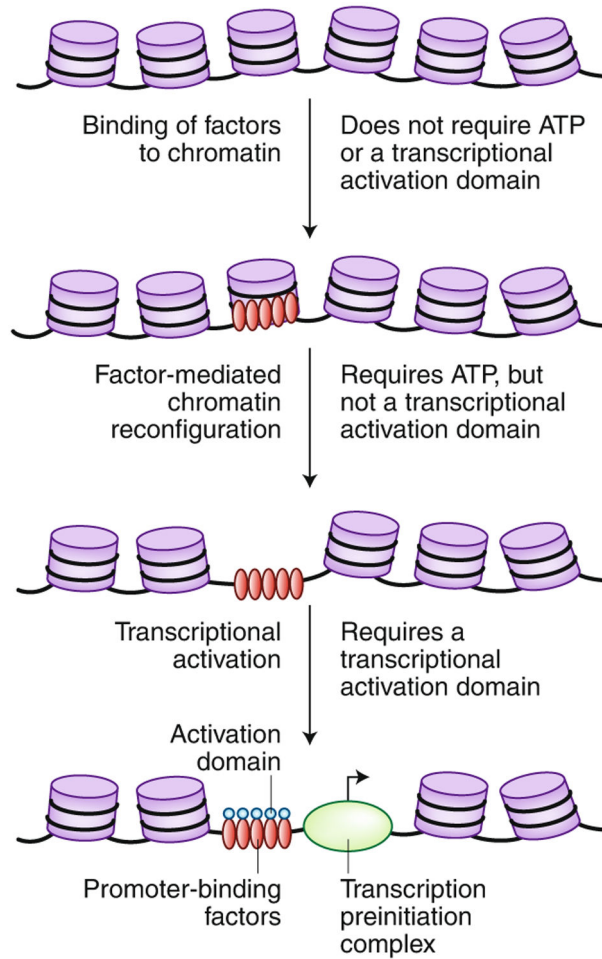 Binding of factors
to chromatin
Does not require ATP
or a transcriptional
activation domain
Factor-mediated
chromatin
reconfiguration
Requires ATP, but
not a transcriptional
activation domain
Transcriptional
activation
Requires a
transcriptional
activation domain
Activation
domain
Promoter-binding
factors
Transcription
preinitiation
complex